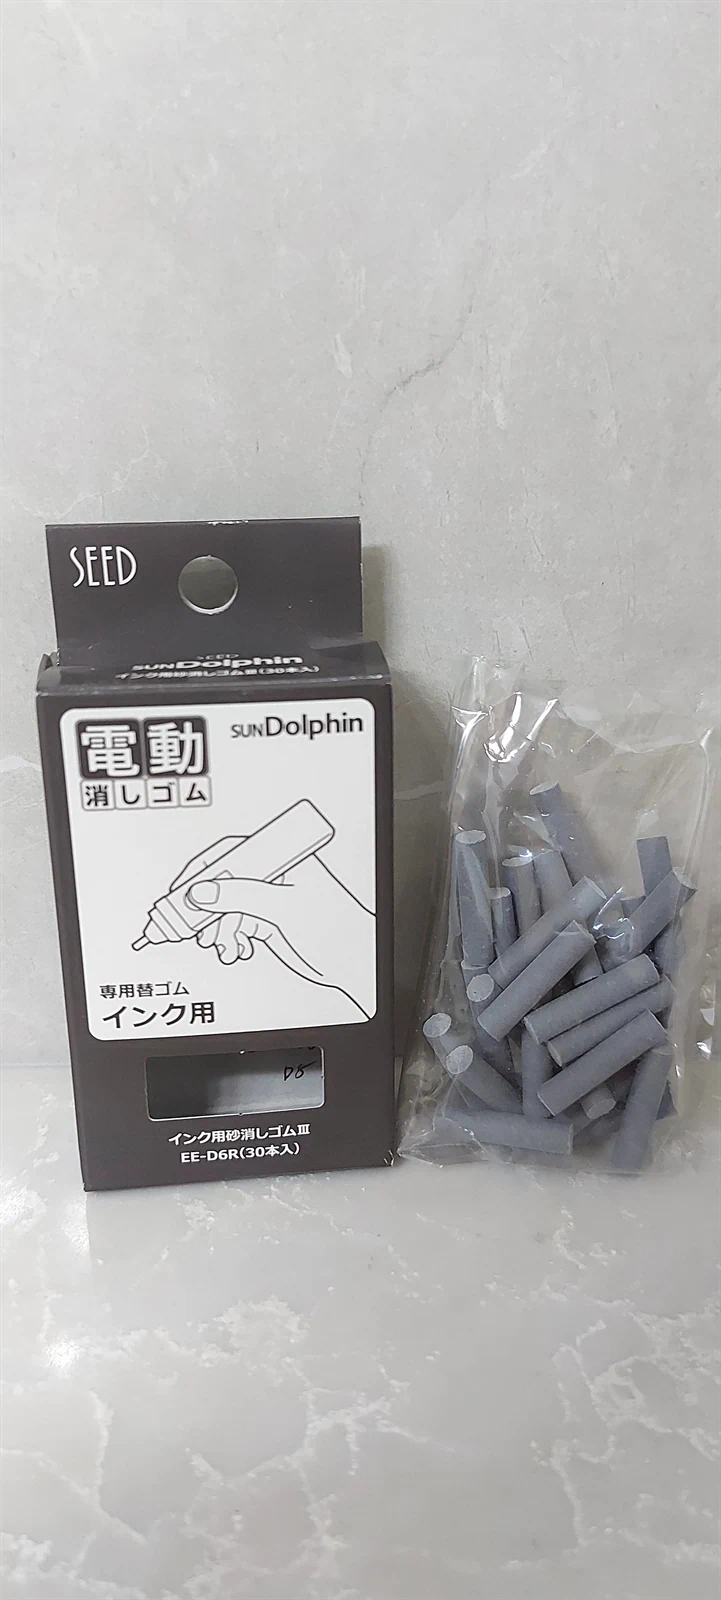 SEED
SEED
SUNDolphin
インク用砂消しゴムⅢ(30本入)
電動
消しゴム
SUNDolphin
専用替ゴム
インク用
D8
インク用砂消しゴムⅢ
EE-D6R(30本入)